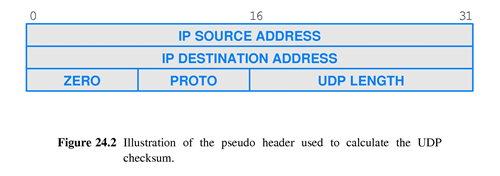 0 16 31
IP SOURCE ADDRESS
IP DESTINATION ADDRESS
ZERO PROTO UDP LENGTH
Figure 24.2 Illustration of the pseudo header used to calculate the UDP
checksum.